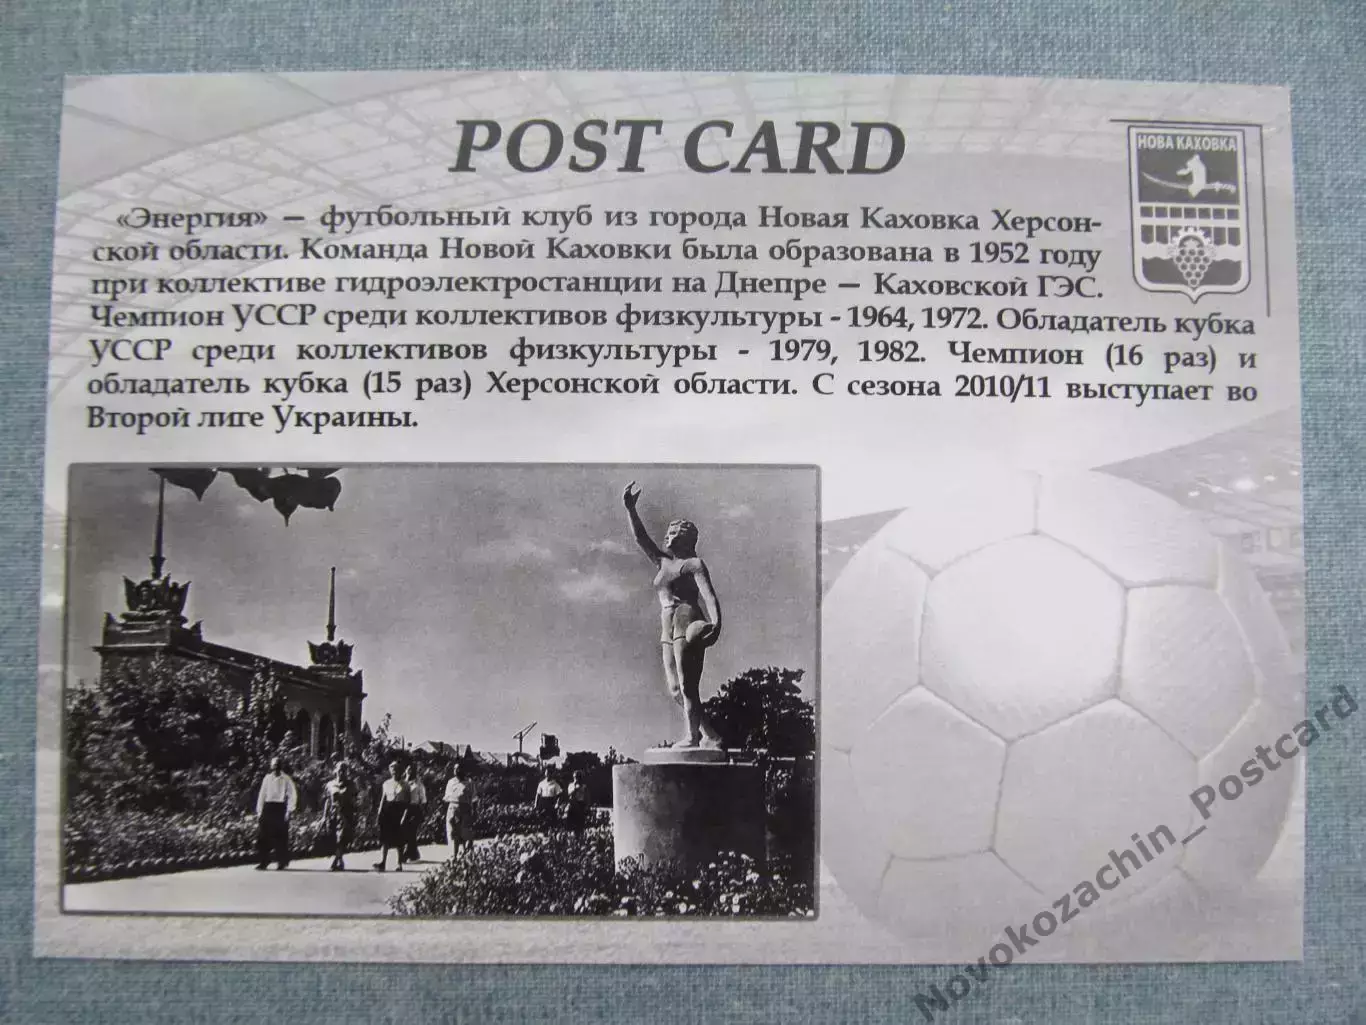 POST CARD
НОВА КАХОВКА
«Энергия» — футбольный клуб из города Новая Каховка Херсон-
ской области. Команда Новой Каховки была образована в 1952 году
при коллективе гидроэлектростанции на Днепре — Каховской ГЭС.
Чемпион УССР среди коллективов физкультуры - 1964, 1972. Обладатель кубка
УССР среди коллективов физкультуры - 1979, 1982. Чемпион (16 раз) и
обладатель кубка (15 раз) Херсонской области. С сезона 2010/11 выступает во
Второй лиге Украины.
Novokozachin_Postcard